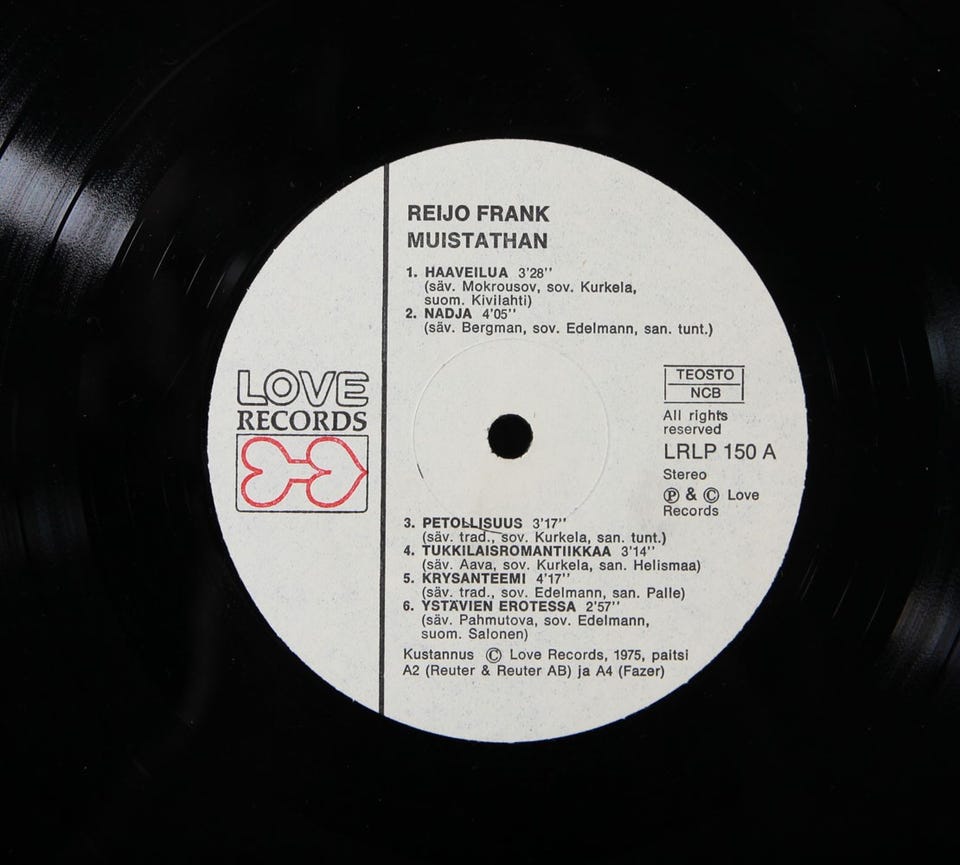 REIJO FRANK
MUISTATHAN
1. HAAVEILUA 3'28''
(säv. Mokrousov, sov. Kurkela,
suom. Kivilahti)
2. NADJA 4'05''
(säv. Bergman, sov. Edelmann, san. tunt.)
LOVE
RECORDS
TEOSTO
NCB
All rights
reserved
LRLP 150 A
Stereo
Ⓟ & © Love
Records
3. PETOLLISUUS 3'17''
(säv. trad., sov. Kurkela, san. tunt.)
4. TUKKILAISROMANTIIKKAA 3'14''
(säv. Aava, sov. Kurkela, san. Helismaa)
5. KRYSANTEEMI 4'17''
(säv. trad., sov. Edelmann, san. Palle)
6. YSTÄVIEN EROTESSA 2'57''
(säv. Pahmutova, sov. Edelmann,
suom. Salonen)
Kustannus © Love Records, 1975, paitsi
A2 (Reuter & Reuter AB) ja A4 (Fazer)